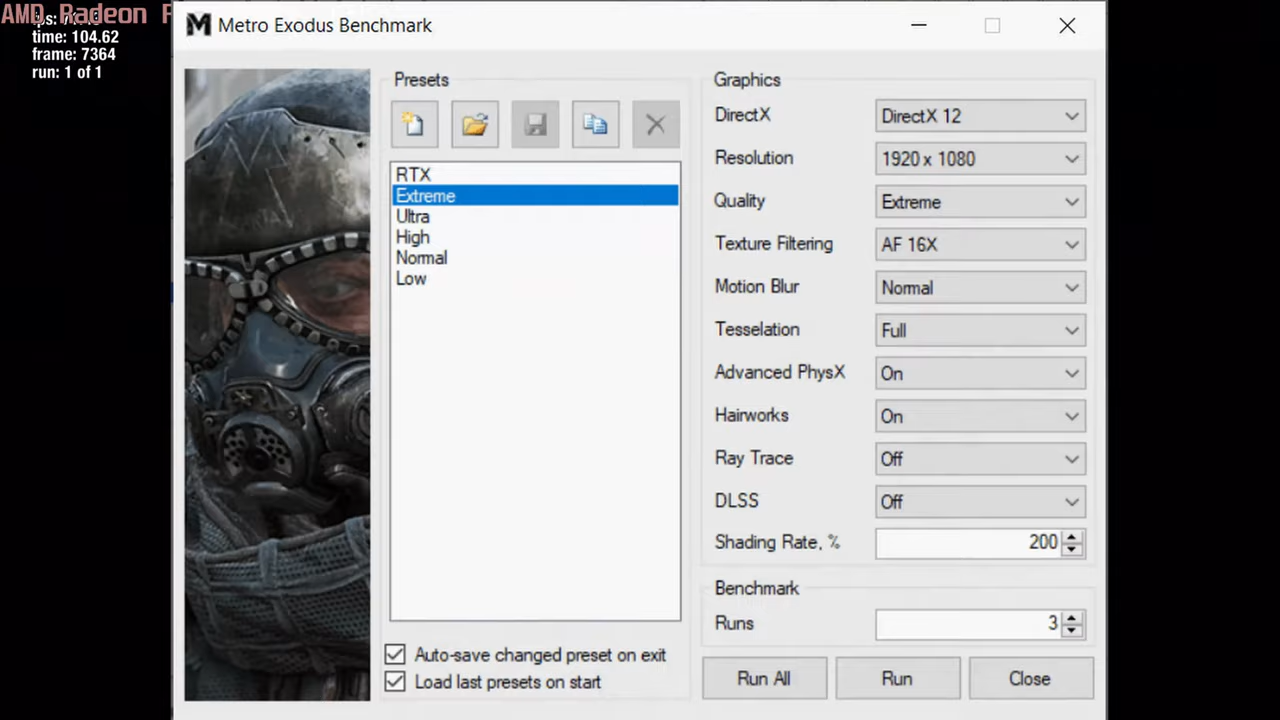 AMD Radeon
fps:
time: 104.62
frame: 7364
run: 1 of 1
Metro Exodus Benchmark
Presets
RTX
Extreme
Ultra
High
Normal
Low
Auto-save changed preset on exit
Load last presets on start
Graphics
DirectX DirectX 12
Resolution 1920 x 1080
Quality Extreme
Texture Filtering AF 16X
Motion Blur Normal
Tesselation Full
Advanced PhysX On
Hairworks On
Ray Trace Off
DLSS Off
Shading Rate, % 200
Benchmark
Runs 3
Run All Run Close